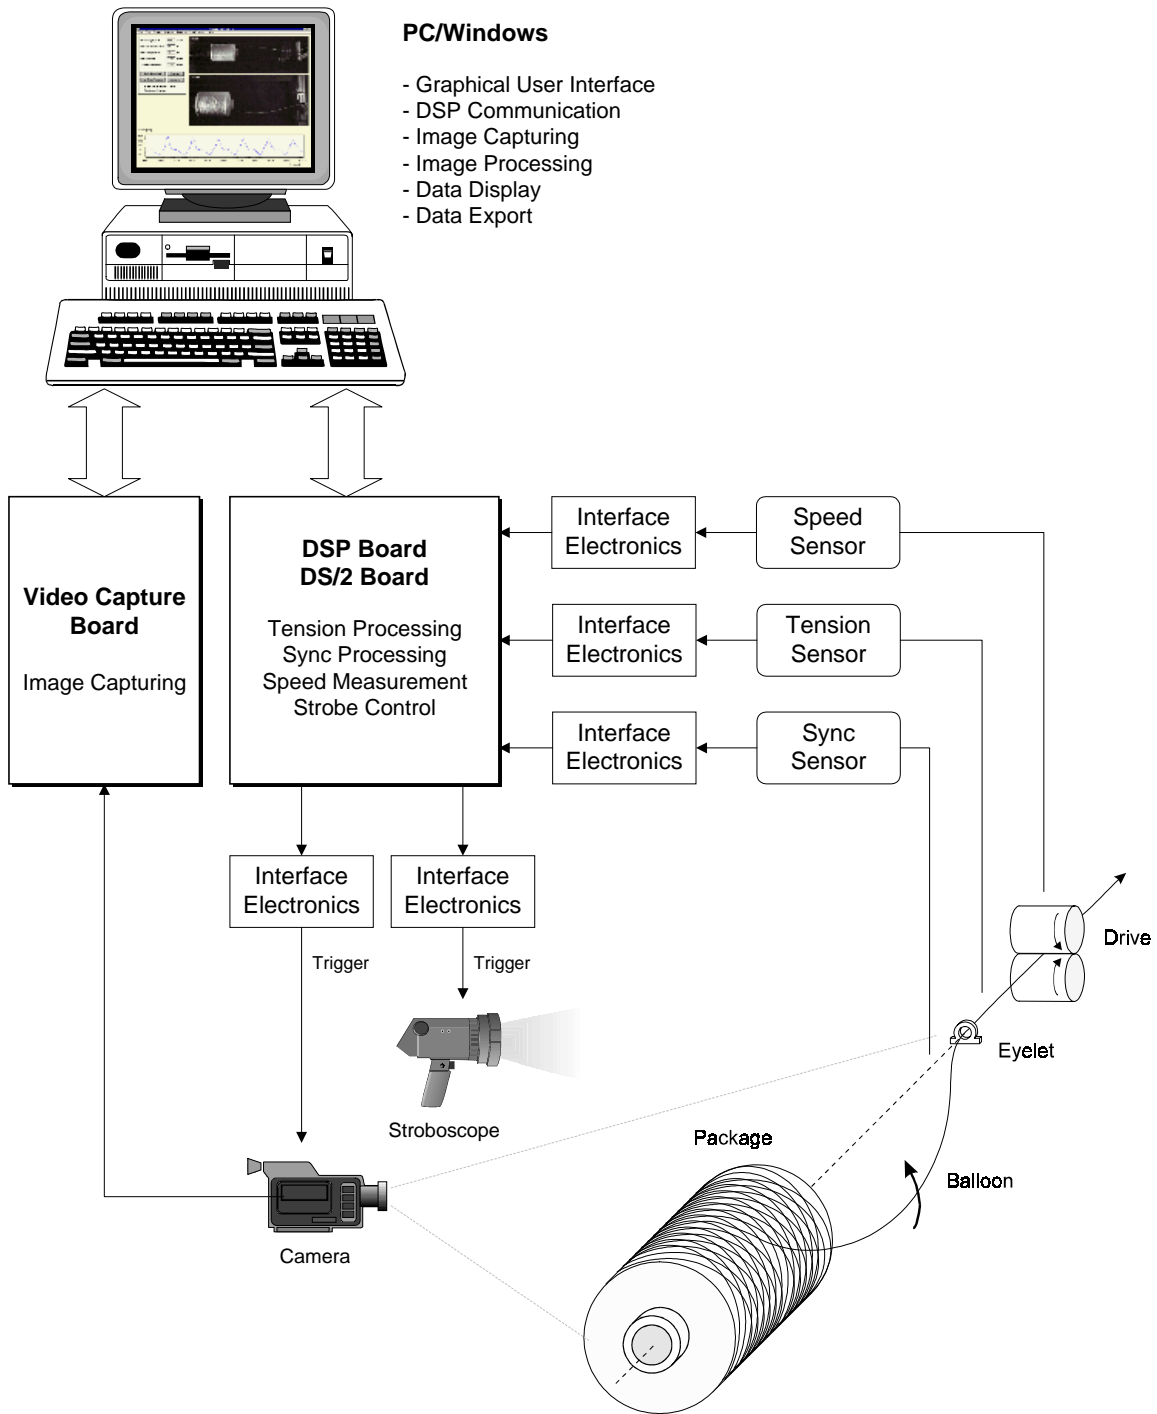 PC/Windows
- Graphical User Interface
- DSP Communication
- Image Capturing
- Image Processing
- Data Display
- Data Export
Video Capture
Board
Image Capturing
DSP Board
DS/2 Board
Tension Processing
Sync Processing
Speed Measurement
Strobe Control
Interface
Electronics
Speed
Sensor
Interface
Electronics
Tension
Sensor
Interface
Electronics
Sync
Sensor
Interface
Electronics
Interface
Electronics
Trigger
Trigger
Drive
Eyelet
Stroboscope
Package
Balloon
Camera